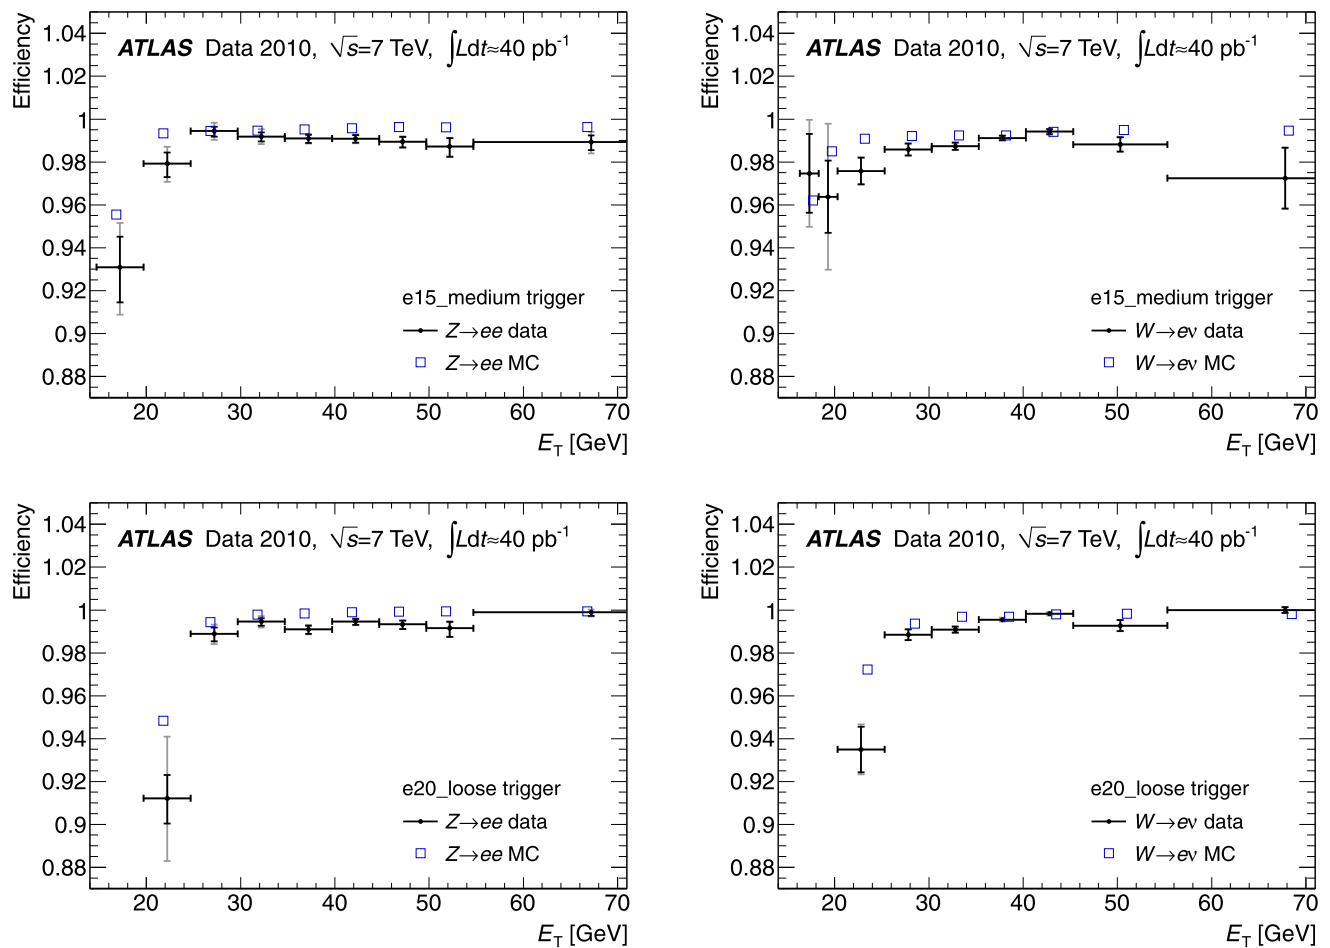 Efficiency
1.04
1.02
1
0.98
0.96
0.94
0.92
0.9
0.88
ATLAS Data 2010, √s=7 TeV, ∫Ldt≈40 pb⁻¹
e15_medium trigger
Z→ee data
Z→ee MC
20 30 40 50 60 70
E_T [GeV]
Efficiency
1.04
1.02
1
0.98
0.96
0.94
0.92
0.9
0.88
ATLAS Data 2010, √s=7 TeV, ∫Ldt≈40 pb⁻¹
e15_medium trigger
W→eν data
W→eν MC
20 30 40 50 60 70
E_T [GeV]
Efficiency
1.04
1.02
1
0.98
0.96
0.94
0.92
0.9
0.88
ATLAS Data 2010, √s=7 TeV, ∫Ldt≈40 pb⁻¹
e20_loose trigger
Z→ee data
Z→ee MC
20 30 40 50 60 70
E_T [GeV]
Efficiency
1.04
1.02
1
0.98
0.96
0.94
0.92
0.9
0.88
ATLAS Data 2010, √s=7 TeV, ∫Ldt≈40 pb⁻¹
e20_loose trigger
W→eν data
W→eν MC
20 30 40 50 60 70
E_T [GeV]